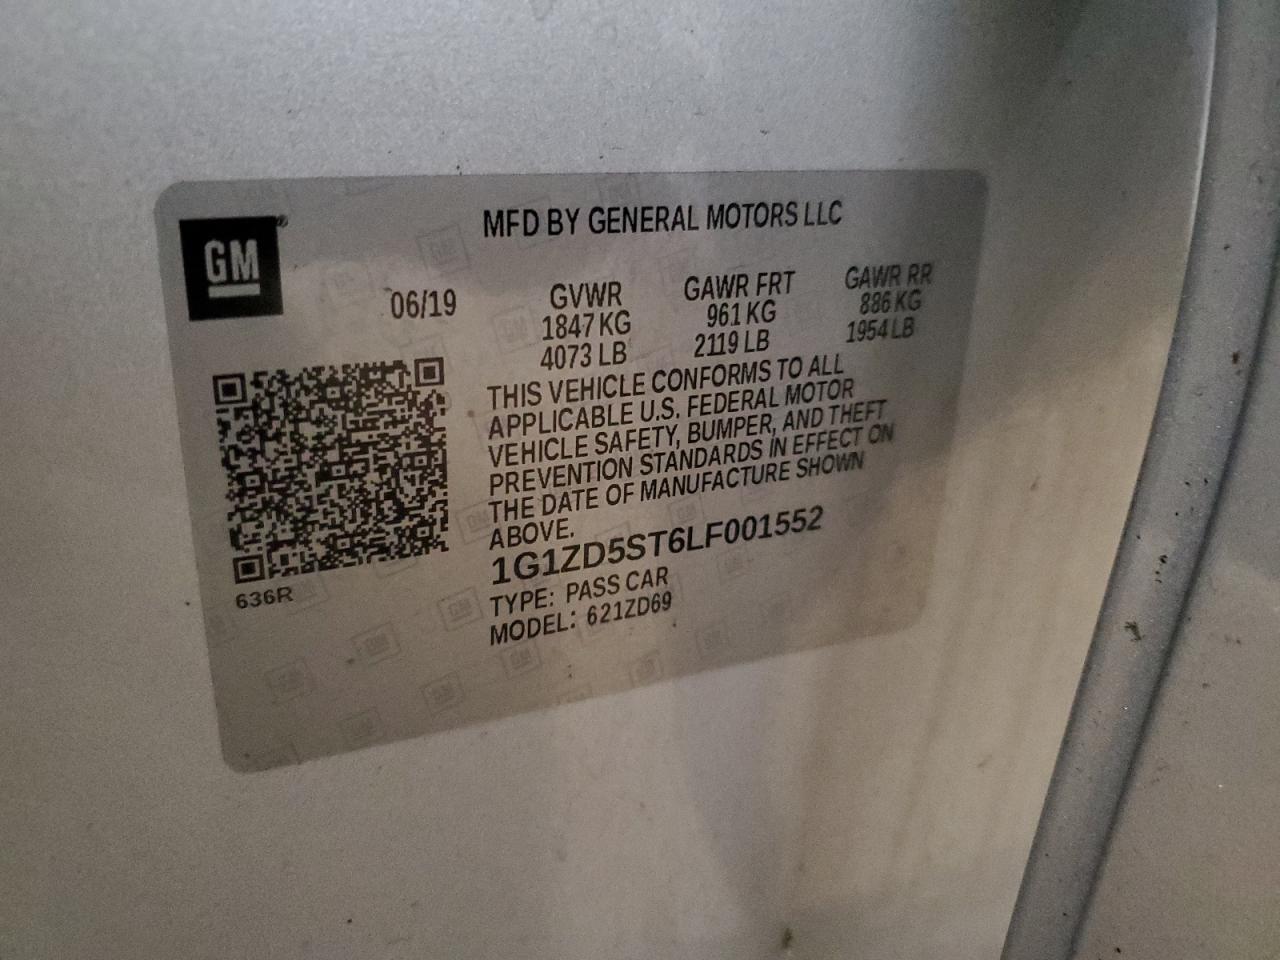 GM®
MFD BY GENERAL MOTORS LLC
06/19
GVWR
1847 KG
4073 LB
GAWR FRT
961 KG
2119 LB
GAWR RR
886 KG
1954 LB
THIS VEHICLE CONFORMS TO ALL
APPLICABLE U.S. FEDERAL MOTOR
VEHICLE SAFETY, BUMPER, AND THEFT
PREVENTION STANDARDS IN EFFECT ON
THE DATE OF MANUFACTURE SHOWN
ABOVE.
1G1ZD5ST6LF001552
TYPE: PASS CAR
MODEL: 621ZD69
636R